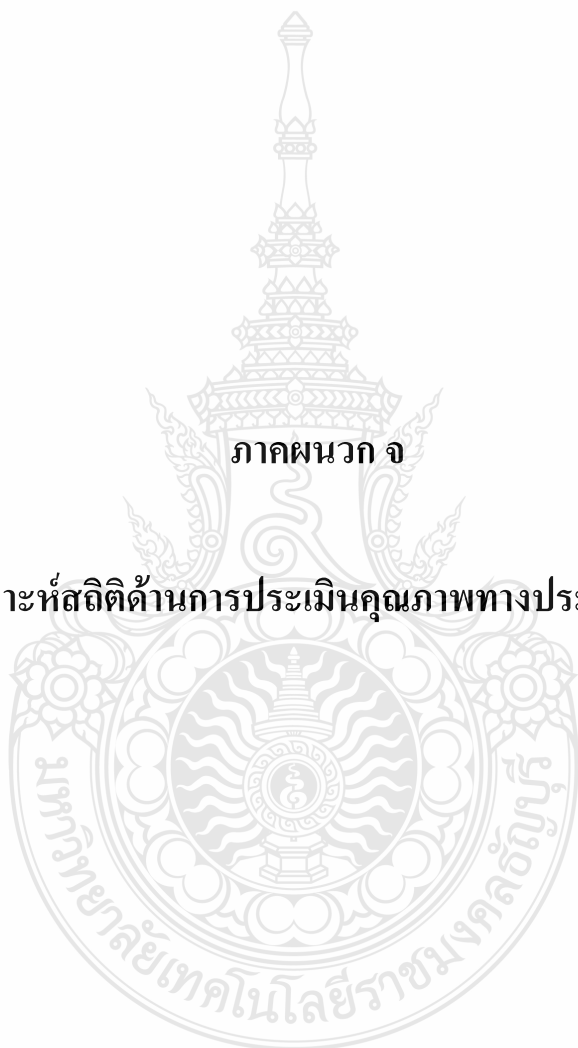 ภาคผนวก จ
าะห์สถิติด้านการประเมินคุณภาพทางประ
มหาวิทยาลัยเทคโนโลยีราชมงคลธัญบุรี